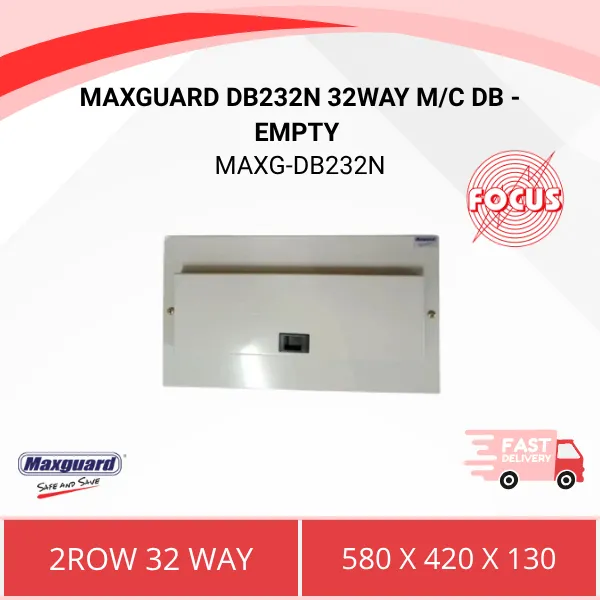 MAXGUARD DB232N 32WAY M/C DB -
EMPTY
MAXG-DB232N
FOCUS
Maxguard
Maxguard
SAFE AND SAVE
FAST
DELIVERY
2ROW 32 WAY
580 X 420 X 130